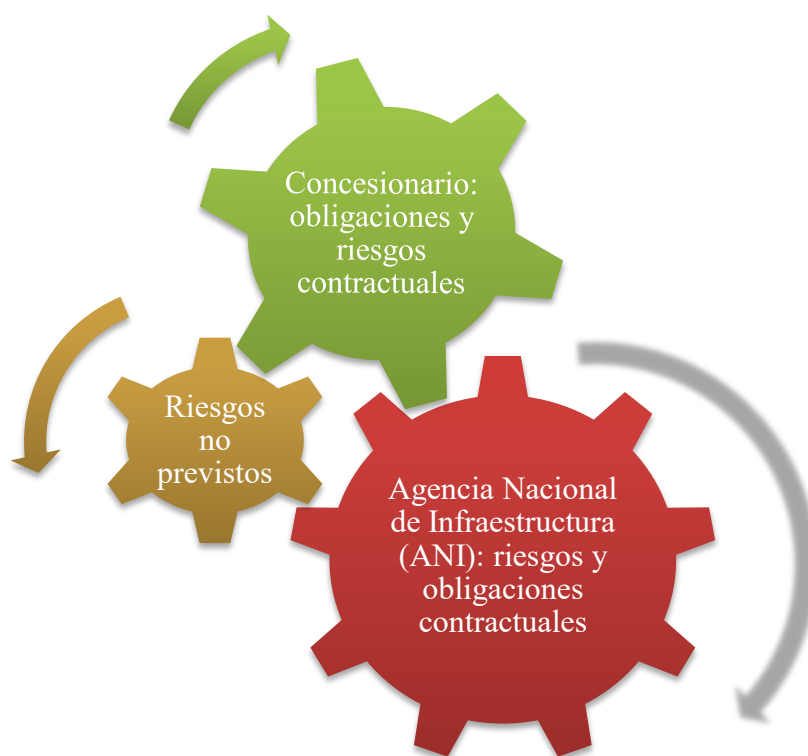 Concesionario:
obligaciones y
riesgos
contractuales
Riesgos
no
previstos
Agencia Nacional
de Infraestructura
(ANI): riesgos y
obligaciones
contractuales